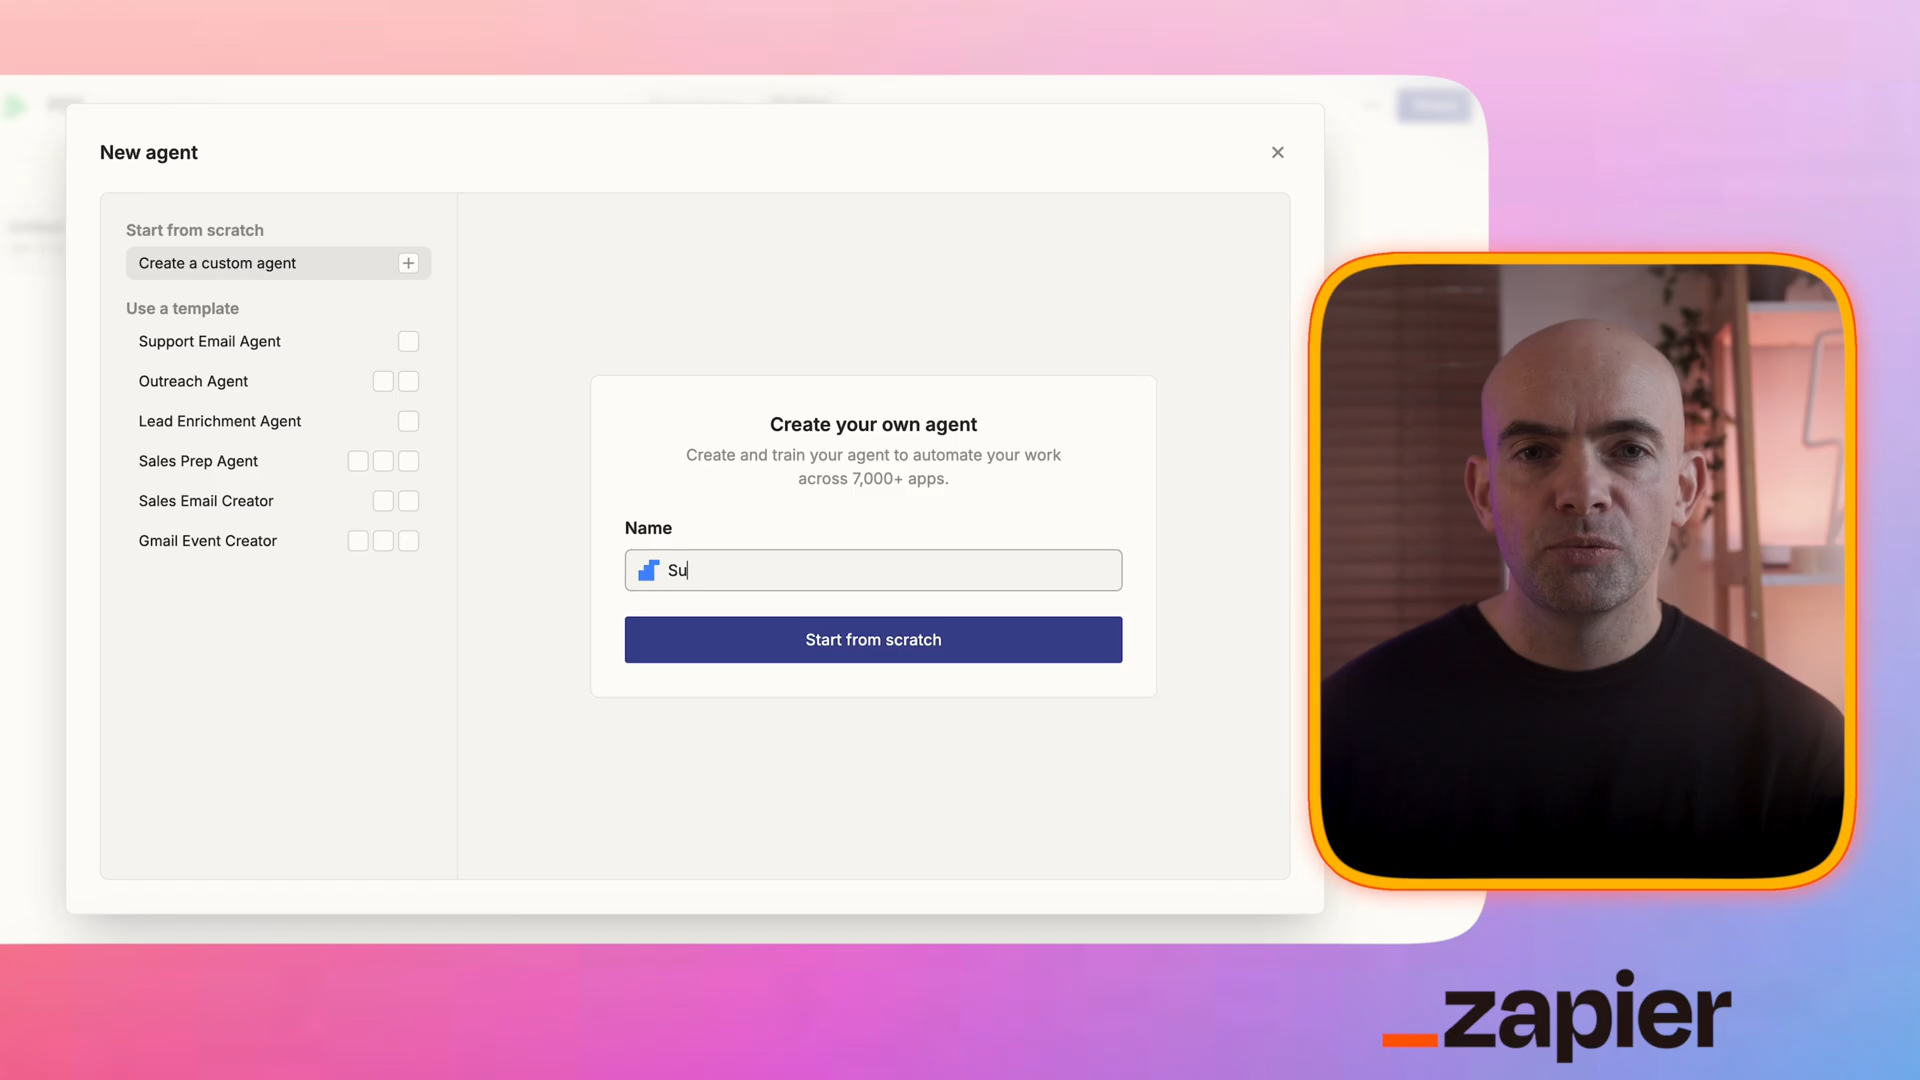 New agent
Start from scratch
Create a custom agent
Use a template
Support Email Agent
Outreach Agent
Lead Enrichment Agent
Sales Prep Agent
Sales Email Creator
Gmail Event Creator
Create your own agent
Create and train your agent to automate your work
across 7,000+ apps.
Name
Su
Start from scratch
_zapier